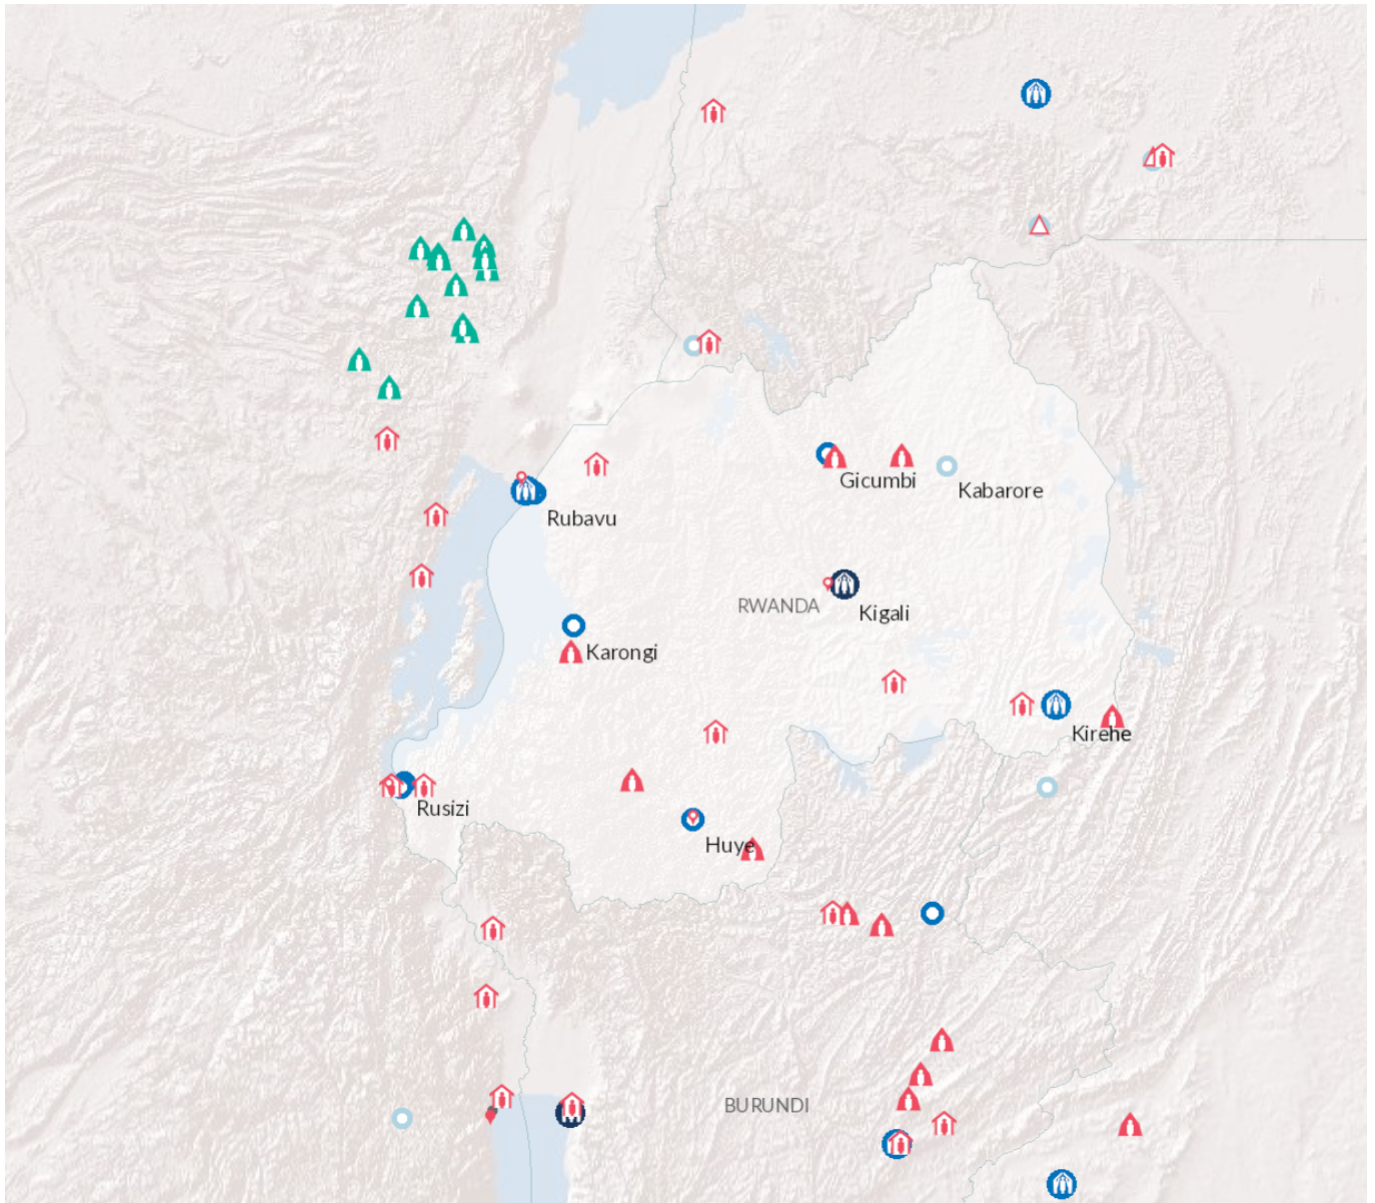 Gicumbi
Kabarore
Rubavu
RWANDA
Kigali
Karongi
Kirehe
Rusizi
Huye
BURUNDI